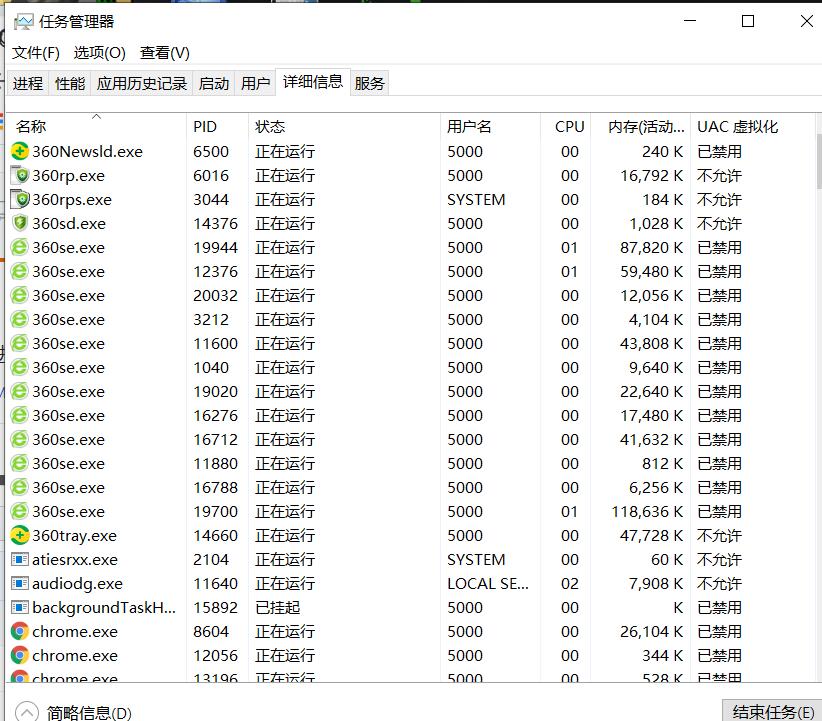 任务管理器
文件(F) 选项(O) 查看(V)
进程 性能 应用历史记录 启动 用户 详细信息 服务
名称 PID 状态 用户名 CPU 内存(活动... UAC 虚拟化
360Newsld.exe 6500 正在运行 5000 00 240 K 已禁用
360rp.exe 6016 正在运行 5000 00 16,792 K 不允许
360rps.exe 3044 正在运行 SYSTEM 00 184 K 不允许
360sd.exe 14376 正在运行 5000 00 1,028 K 不允许
360se.exe 19944 正在运行 5000 01 87,820 K 已禁用
360se.exe 12376 正在运行 5000 01 59,480 K 已禁用
360se.exe 20032 正在运行 5000 00 12,056 K 已禁用
360se.exe 3212 正在运行 5000 00 4,104 K 已禁用
360se.exe 11600 正在运行 5000 00 43,808 K 已禁用
360se.exe 1040 正在运行 5000 00 9,640 K 已禁用
360se.exe 19020 正在运行 5000 00 22,640 K 已禁用
360se.exe 16276 正在运行 5000 00 17,480 K 已禁用
360se.exe 16712 正在运行 5000 00 41,632 K 已禁用
360se.exe 11880 正在运行 5000 00 812 K 已禁用
360se.exe 16788 正在运行 5000 00 6,256 K 已禁用
360se.exe 19700 正在运行 5000 01 118,636 K 已禁用
360tray.exe 14660 正在运行 5000 00 47,728 K 不允许
atiesrxx.exe 2104 正在运行 SYSTEM 00 60 K 不允许
audiodg.exe 11640 正在运行 LOCAL SE... 02 7,908 K 不允许
backgroundTaskH... 15892 已挂起 5000 00 K 已禁用
chrome.exe 8604 正在运行 5000 00 26,104 K 已禁用
chrome.exe 12056 正在运行 5000 00 344 K 已禁用
chrome.exe 13196 正在运行 5000 00 528 K 已禁用
简略信息(D) 结束任务(E)